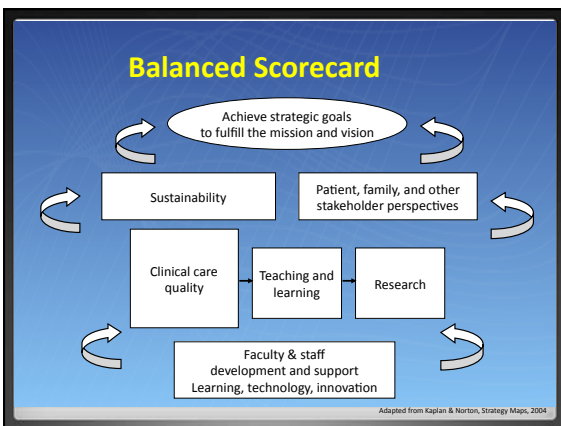 Balanced Scorecard
Achieve strategic goals
to fulfill the mission and vision
Sustainability
Patient, family, and other
stakeholder perspectives
Clinical care
quality
Teaching and
learning
Research
Faculty & staff
development and support
Learning, technology, innovation
Adapted from Kaplan & Norton, Strategy Maps, 2004